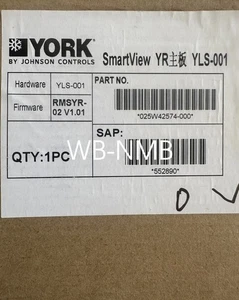 YORK
BY JOHNSON CONTROLS
SmartView YR主板 YLS-001
Hardware YLS-001
Firmware RMSYR-02 V1.01
PART NO.
*025W42574-000*
SAP:
*552890*
QTY:1PC
WB-NMB